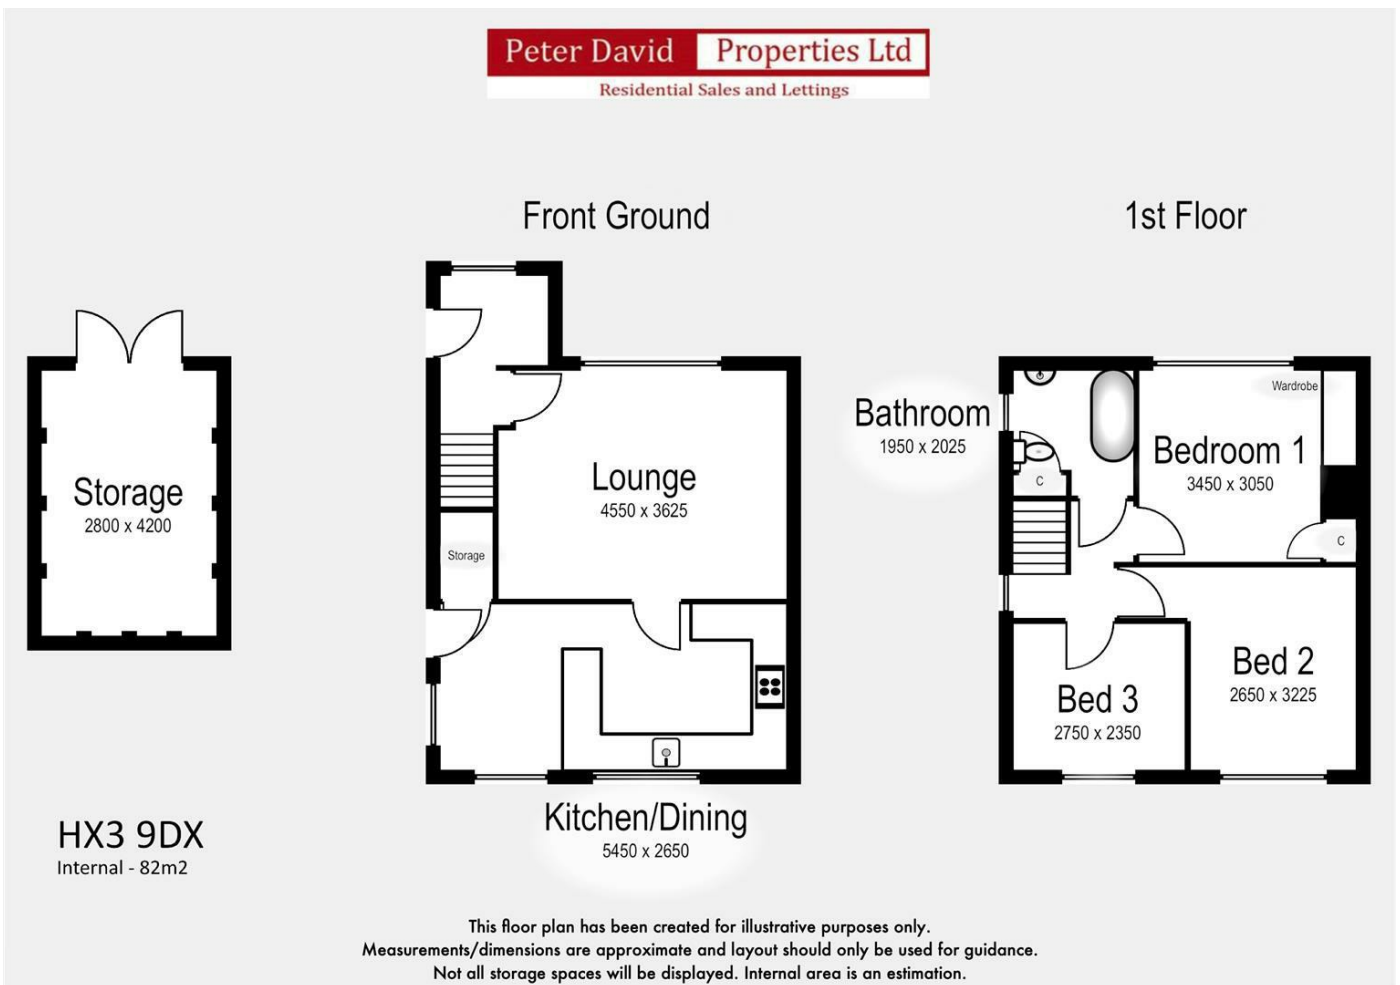 Peter David Properties Ltd
Residential Sales and Lettings
Front Ground
1st Floor
Storage
2800 x 4200
Lounge
4550 x 3625
Storage
Kitchen/Dining
5450 x 2650
Bathroom
1950 x 2025
Wardrobe
Bedroom 1
3450 x 3050
C
C
Bed 2
2650 x 3225
Bed 3
2750 x 2350
HX3 9DX
Internal - 82m2
This floor plan has been created for illustrative purposes only.
Measurements/dimensions are approximate and layout should only be used for guidance.
Not all storage spaces will be displayed. Internal area is an estimation.